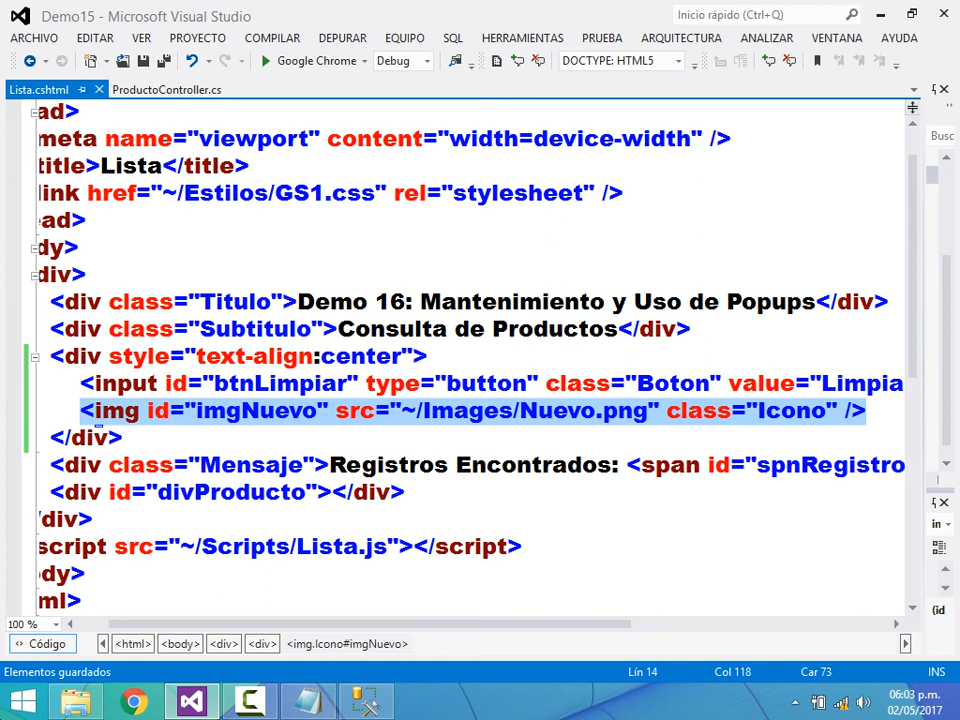 Demo15 - Microsoft Visual Studio
Inicio rápido (Ctrl+Q)
ARCHIVO EDITAR VER PROYECTO COMPILAR DEPURAR EQUIPO SQL HERRAMIENTAS PRUEBA ARQUITECTURA ANALIZAR VENTANA AYUDA
Google Chrome Debug DOCTYPE: HTML5
Lista.cshtml ProductoController.cs
Busc
ad>
meta name="viewport" content="width=device-width" />
title>Lista</title>
link href="~/Estilos/GS1.css" rel="stylesheet" />
ead>
dy>
div>
<div class="Titulo">Demo 16: Mantenimiento y Uso de Popups</div>
<div class="Subtitulo">Consulta de Productos</div>
<div style="text-align:center">
<input id="btnLimpiar" type="button" class="Boton" value="Limpia
<img id="imgNuevo" src="~/Images/Nuevo.png" class="Icono" />
</div>
<div class="Mensaje">Registros Encontrados: <span id="spnRegistro
<div id="divProducto"></div>
/div>
script src="~/Scripts/Lista.js"></script>
ody>
ml>
in
(id
100 %
Código <html> <body> <div> <div> <img.Icono#imgNuevo>
Elementos guardados Lín 14 Col 118 Car 73 INS
06:03 p.m.
02/05/2017